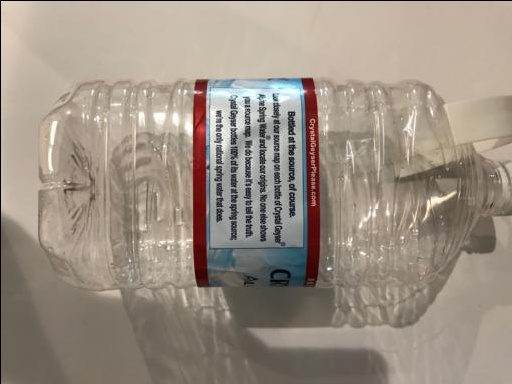 CrystalGeyserPlease.com
Bottled at the source, of course.
Look closely at our source map on each bottle of Crystal Geyser®
Alpine Spring Water® and locate our origins. No one else shows
you a source map. We do because it's easy to tell the truth.
Crystal Geyser bottles 100% of its water at the spring source;
we're the only national spring water that does.